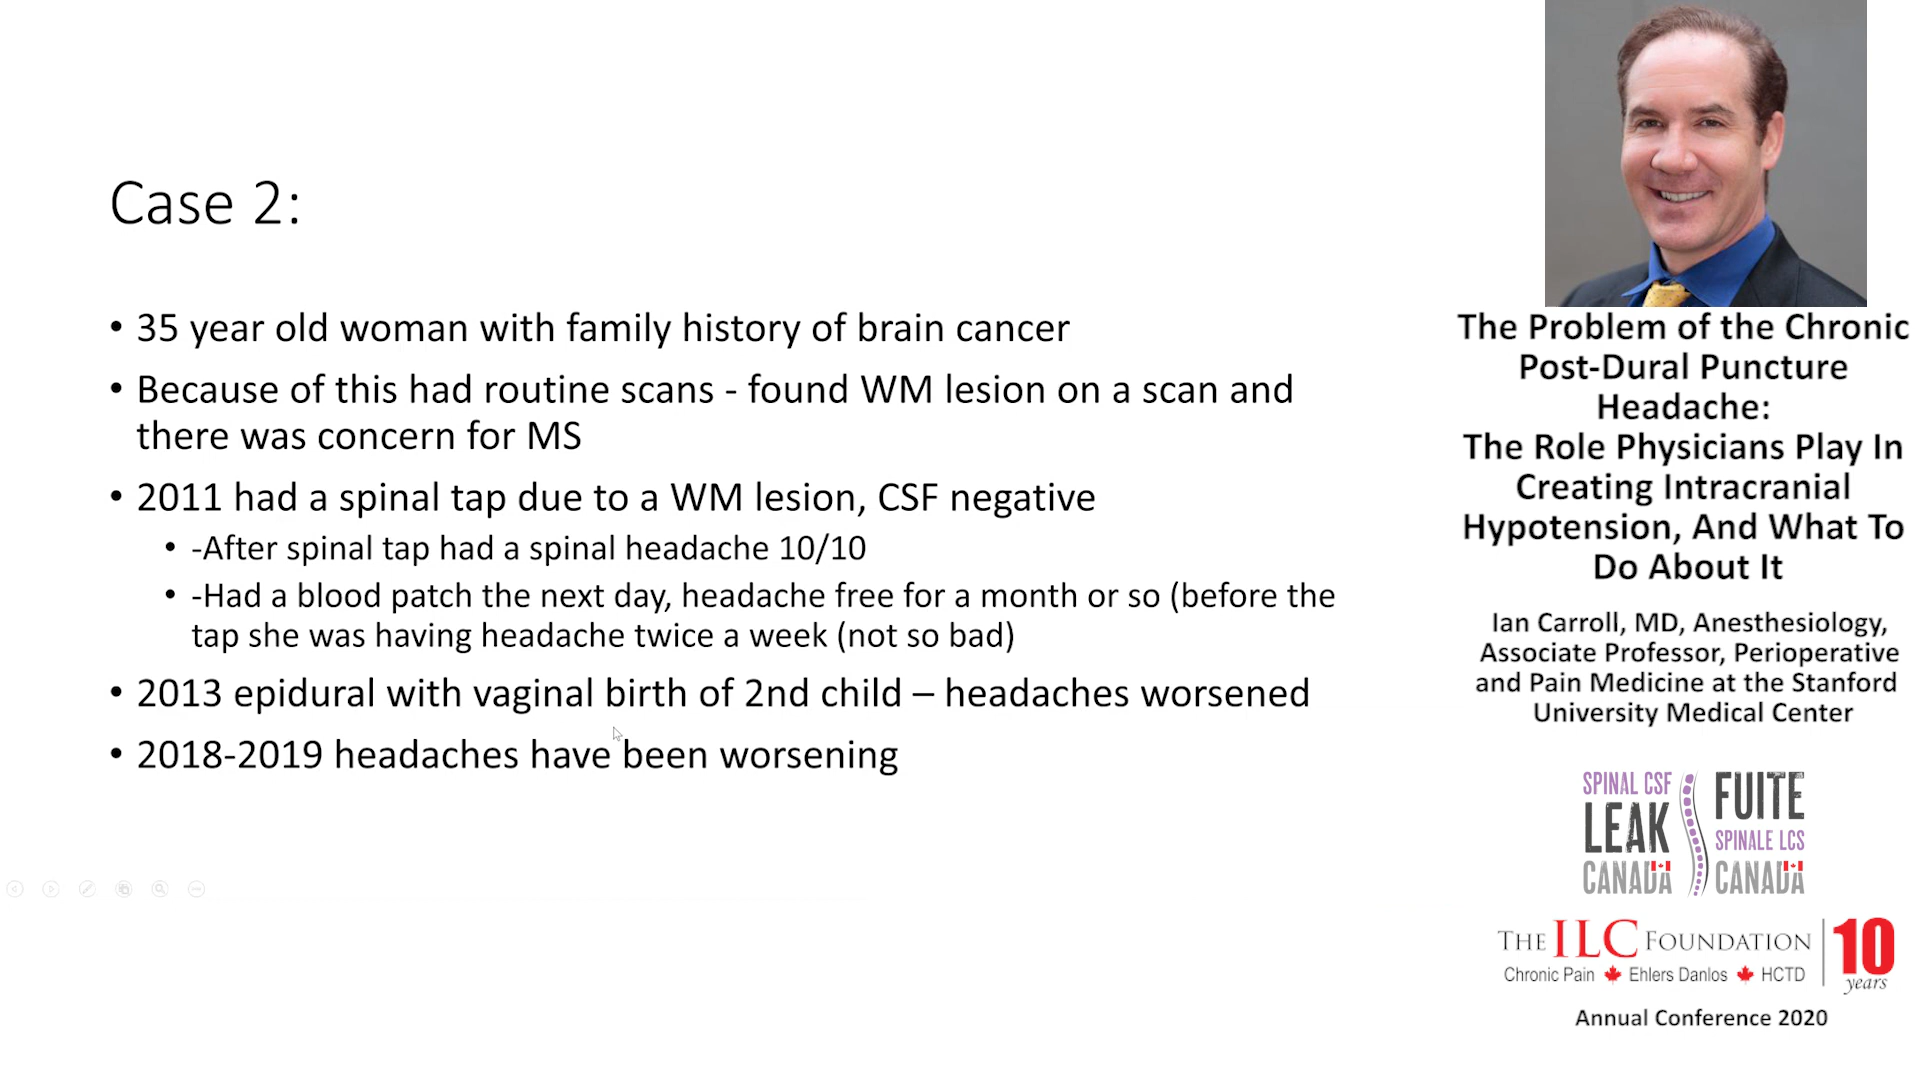 Case 2:
• 35 year old woman with family history of brain cancer
• Because of this had routine scans - found WM lesion on a scan and
there was concern for MS
• 2011 had a spinal tap due to a WM lesion, CSF negative
• -After spinal tap had a spinal headache 10/10
• -Had a blood patch the next day, headache free for a month or so (before the
tap she was having headache twice a week (not so bad)
• 2013 epidural with vaginal birth of 2nd child – headaches worsened
• 2018-2019 headaches have been worsening
The Problem of the Chronic
Post-Dural Puncture
Headache:
The Role Physicians Play In
Creating Intracranial
Hypotension, And What To
Do About It
Ian Carroll, MD, Anesthesiology,
Associate Professor, Perioperative
and Pain Medicine at the Stanford
University Medical Center
SPINAL CSF
LEAK
CANADA
FUITE
SPINALE LCS
CANADA
THE ILC FOUNDATION
Chronic Pain Ehlers Danlos HCTD
10
years
Annual Conference 2020